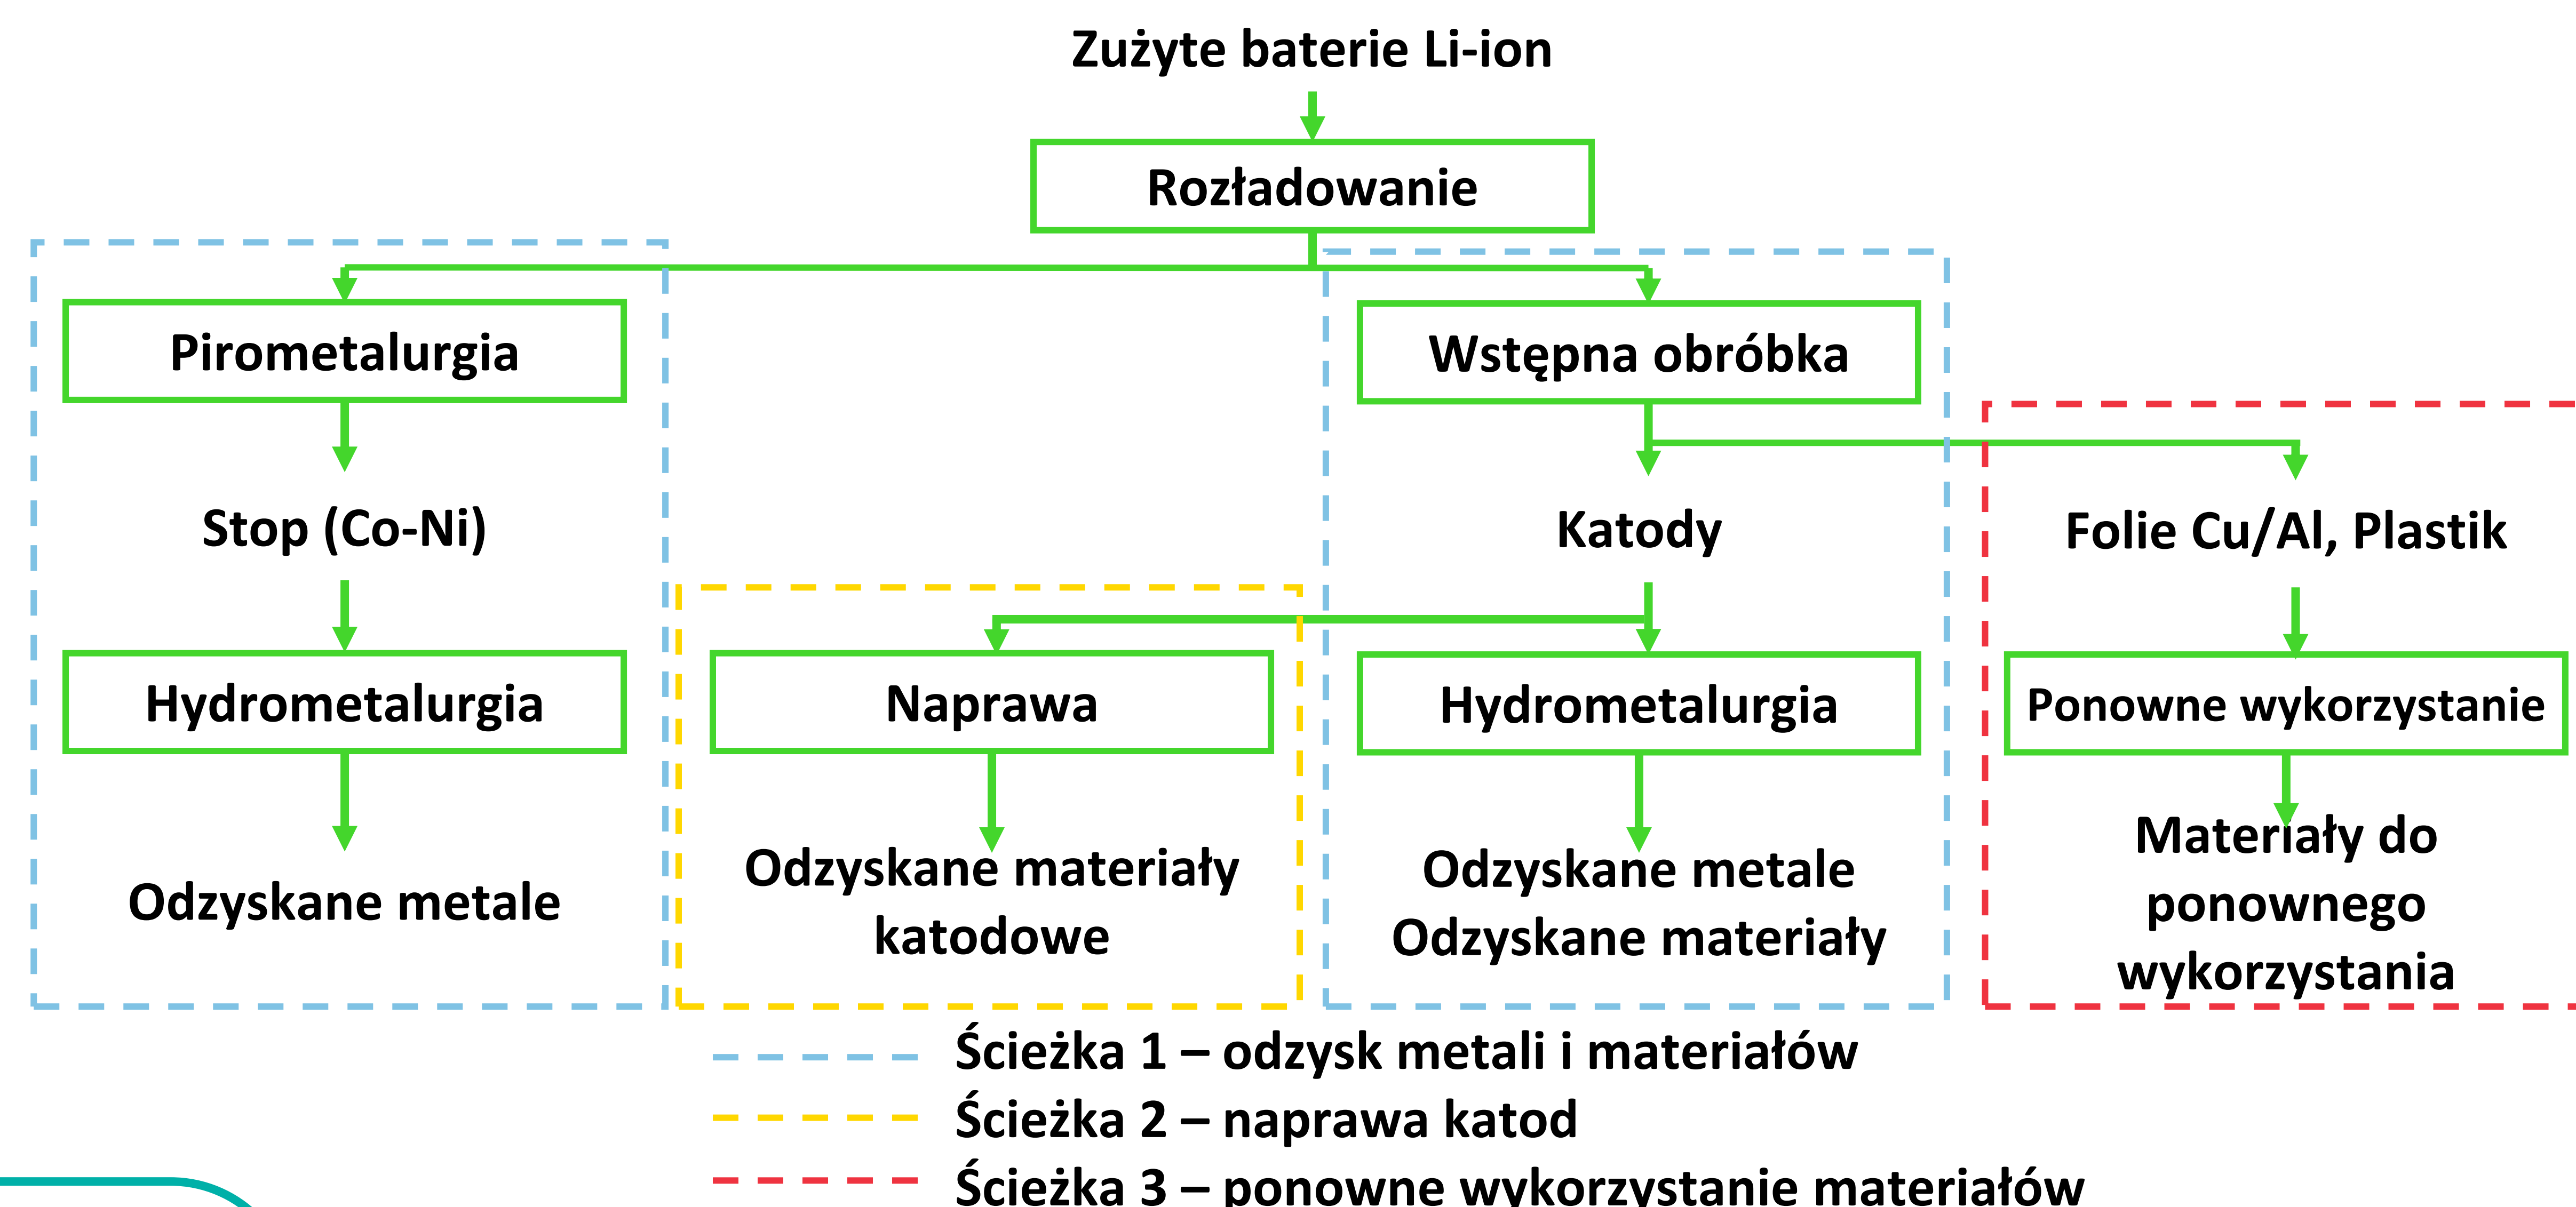 Zużyte baterie Li-ion
Rozładowanie
Pirometalurgia
Wstępna obróbka
Stop (Co-Ni)
Katody
Folie Cu/Al, Plastik
Hydrometalurgia
Naprawa
Hydrometalurgia
Ponowne wykorzystanie
Odzyskane metale
Odzyskane materiały
katodowe
Odzyskane metale
Odzyskane materiały
Materiały do
ponownego
wykorzystania
Ścieżka 1 – odzysk metali i materiałów
Ścieżka 2 – naprawa katod
Ścieżka 3 – ponowne wykorzystanie materiałów